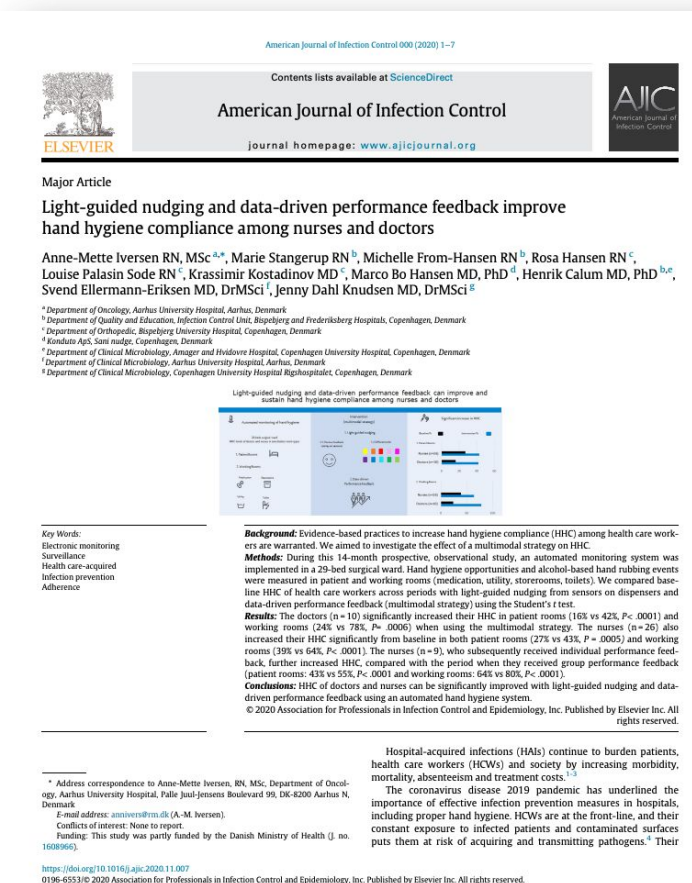 American Journal of Infection Control 000 (2020) 1–7
Contents lists available at ScienceDirect
American Journal of Infection Control
journal homepage: www.ajicjournal.org
ELSEVIER
AJIC
American Journal of
Infection Control
Major Article
Light-guided nudging and data-driven performance feedback improve
hand hygiene compliance among nurses and doctors
Anne-Mette Iversen RN, MSc a,*, Marie Stangerup RN b, Michelle From-Hansen RN b, Rosa Hansen RN c,
Louise Palasin Sode RN c, Krassimir Kostadinov MD c, Marco Bo Hansen MD, PhD d, Henrik Calum MD, PhD b,e,
Svend Ellermann-Eriksen MD, DrMSci f, Jenny Dahl Knudsen MD, DrMSci g
a Department of Oncology, Aarhus University Hospital, Aarhus, Denmark
b Department of Quality and Education, Infection Control Unit, Bispebjerg and Frederiksberg Hospitals, Copenhagen, Denmark
c Department of Orthopedic, Bispebjerg University Hospital, Copenhagen, Denmark
d Konduto ApS, Sani nudge, Copenhagen, Denmark
e Department of Clinical Microbiology, Amager and Hvidovre Hospital, Copenhagen University Hospital, Copenhagen, Denmark
f Department of Clinical Microbiology, Aarhus University Hospital, Aarhus, Denmark
g Department of Clinical Microbiology, Copenhagen University Hospital Rigshospitalet, Copenhagen, Denmark
Light-guided nudging and data-driven performance feedback can improve and
sustain hand hygiene compliance among nurses and doctors
Key Words:
Electronic monitoring
Surveillance
Health care-acquired
Infection prevention
Adherence
Background: Evidence-based practices to increase hand hygiene compliance (HHC) among health care work-
ers are warranted. We aimed to investigate the effect of a multimodal strategy on HHC.
Methods: During this 14-month prospective, observational study, an automated monitoring system was
implemented in a 29-bed surgical ward. Hand hygiene opportunities and alcohol-based hand rubbing events
were measured in patient and working rooms (medication, utility, storerooms, toilets). We compared base-
line HHC of health care workers across periods with light-guided nudging from sensors on dispensers and
data-driven performance feedback (multimodal strategy) using the Student's t test.
Results: The doctors (n = 10) significantly increased their HHC in patient rooms (16% vs 42%, P< .0001) and
working rooms (24% vs 78%, P= .0006) when using the multimodal strategy. The nurses (n = 26) also
increased their HHC significantly from baseline in both patient rooms (27% vs 43%, P = .0005) and working
rooms (39% vs 64%, P< .0001). The nurses (n = 9), who subsequently received individual performance feed-
back, further increased HHC, compared with the period when they received group performance feedback
(patient rooms: 43% vs 55%, P< .0001 and working rooms: 64% vs 80%, P< .0001).
Conclusions: HHC of doctors and nurses can be significantly improved with light-guided nudging and data-
driven performance feedback using an automated hand hygiene system.
© 2020 Association for Professionals in Infection Control and Epidemiology, Inc. Published by Elsevier Inc. All
rights reserved.
* Address correspondence to Anne-Mette Iversen, RN, MSc, Department of Oncol-
ogy, Aarhus University Hospital, Palle Juul-Jensens Boulevard 99, DK-8200 Aarhus N,
Denmark
E-mail address: annivers@rm.dk (A.-M. Iversen).
Conflicts of interest: None to report.
Funding: This study was partly funded by the Danish Ministry of Health (J. no.
1608966).
Hospital-acquired infections (HAIs) continue to burden patients,
health care workers (HCWs) and society by increasing morbidity,
mortality, absenteeism and treatment costs.1-3
The coronavirus disease 2019 pandemic has underlined the
importance of effective infection prevention measures in hospitals,
including proper hand hygiene. HCWs are at the front-line, and their
constant exposure to infected patients and contaminated surfaces
puts them at risk of acquiring and transmitting pathogens.4 Their
https://doi.org/10.1016/j.ajic.2020.11.007
0196-6553/© 2020 Association for Professionals in Infection Control and Epidemiology, Inc. Published by Elsevier Inc. All rights reserved.